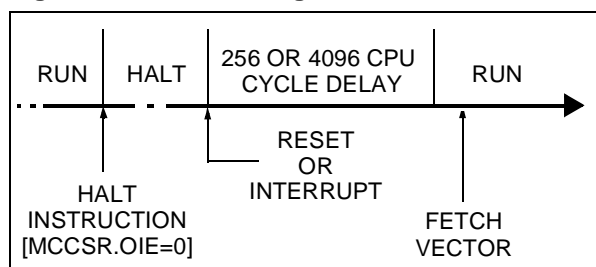 RUN
HALT
256 OR 4096 CPU
CYCLE DELAY
RUN
RESET
OR
INTERRUPT
HALT
INSTRUCTION
[MCCSR.OIE=0]
FETCH
VECTOR